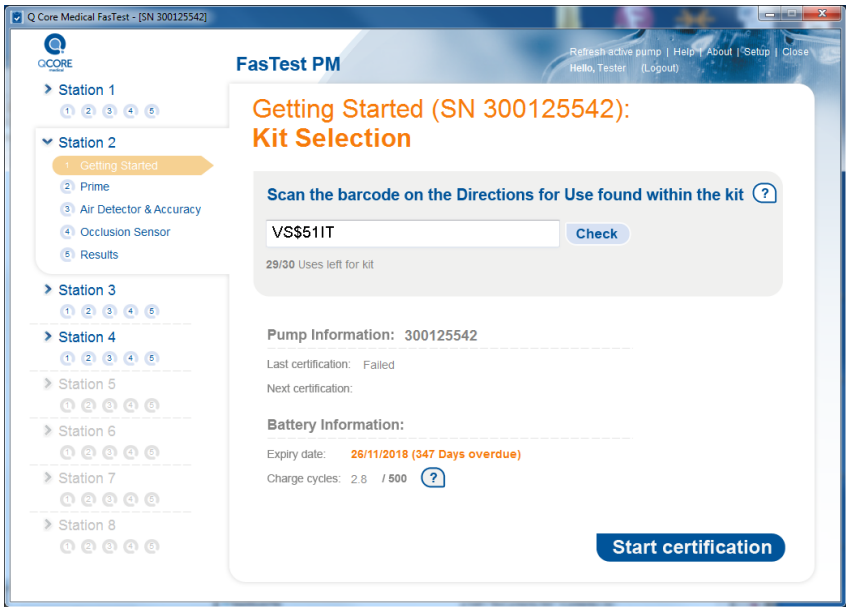 Q Core Medical FasTest - [SN 300125542]
QCORE
medical
FasTest PM
Refresh active pump | Help | About | Setup | Close
Hello, Tester (Logout)
Station 1
1 2 3 4 5
Station 2
1 Getting Started
2 Prime
3 Air Detector & Accuracy
4 Occlusion Sensor
5 Results
Station 3
1 2 3 4 5
Station 4
1 2 3 4 5
Station 5
1 2 3 4 5
Station 6
1 2 3 4 5
Station 7
1 2 3 4 5
Station 8
1 2 3 4 5
Getting Started (SN 300125542):
Kit Selection
Scan the barcode on the Directions for Use found within the kit ?
VS$51IT Check
29/30 Uses left for kit
Pump Information: 300125542
Last certification: Failed
Next certification:
Battery Information:
Expiry date: 26/11/2018 (347 Days overdue)
Charge cycles: 2.8 / 500 ?
Start certification